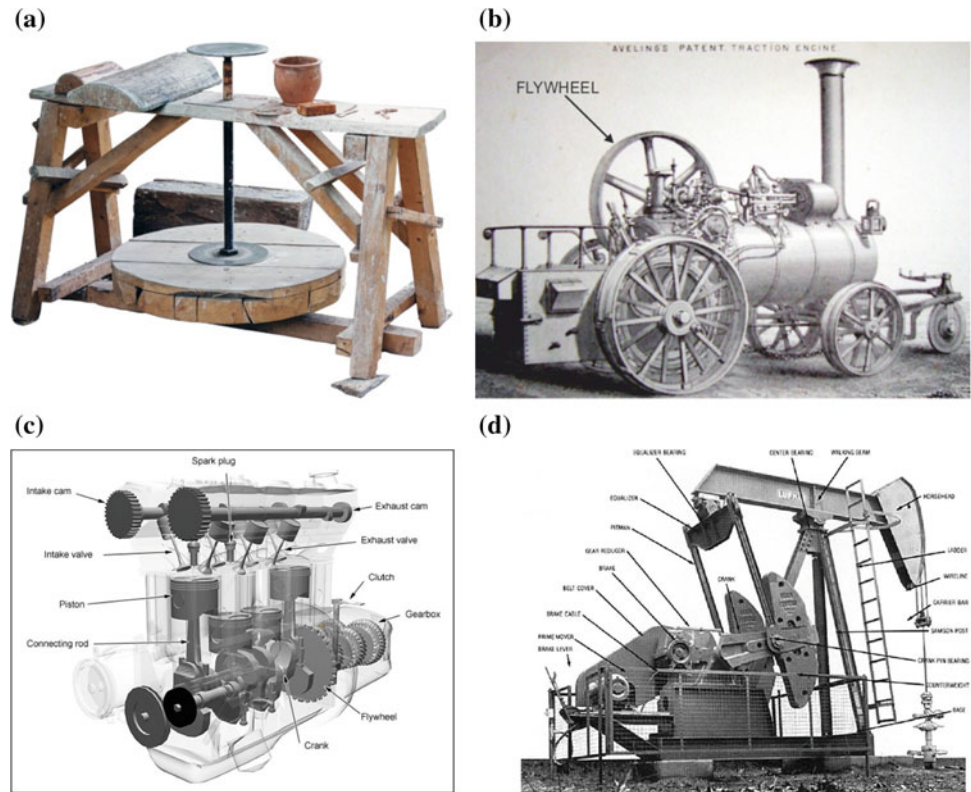 (a)
(b)
AVELING'S PATENT. TRACTION ENGINE.
FLYWHEEL
(c)
Spark plug
Intake cam
Exhaust cam
Intake valve
Exhaust valve
Clutch
Piston
Gearbox
Connecting rod
Flywheel
Crank
(d)
EQUALIZER BEARING
CENTER BEARING
WALKING BEAM
HORSEHEAD
EQUALIZER
PITMAN
GEAR REDUCER
BRAKE
BELT COVER
CRANK
LADDER
WIRELINE
CARRIER BAR
BRAKE CABLE
SAMSON POST
PRIME MOVER
BRAKE LEVER
CRANK PIN BEARING
COUNTERWEIGHT
BASE